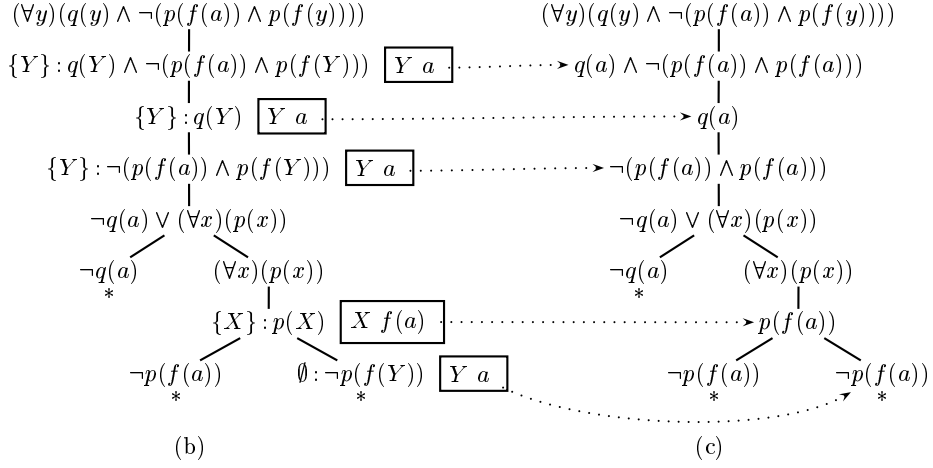 (∀y)(q(y) ∧ ¬(p(f(a)) ∧ p(f(y)))) (∀y)(q(y) ∧ ¬(p(f(a)) ∧ p(f(y))))
{Y} : q(Y) ∧ ¬(p(f(a)) ∧ p(f(Y))) Y a q(a) ∧ ¬(p(f(a)) ∧ p(f(a)))
{Y} : q(Y) Y a q(a)
{Y} : ¬(p(f(a)) ∧ p(f(Y))) Y a ¬(p(f(a)) ∧ p(f(a)))
¬q(a) ∨ (∀x)(p(x)) ¬q(a) ∨ (∀x)(p(x))
¬q(a) (∀x)(p(x)) ¬q(a) (∀x)(p(x))
* *
{X} : p(X) X f(a) p(f(a))
¬p(f(a)) ∅ : ¬p(f(Y)) Y a ¬p(f(a)) ¬p(f(a))
* * * *
(b) (c)